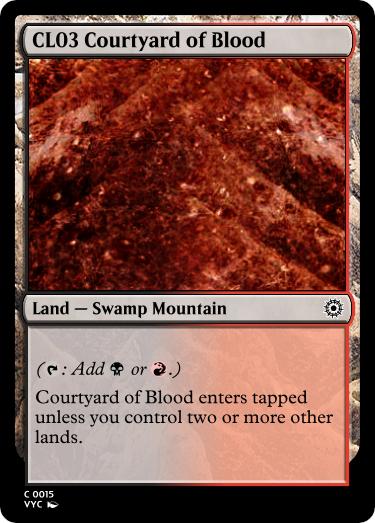 CL03 Courtyard of Blood
Land — Swamp Mountain
( : Add or .)
Courtyard of Blood enters tapped
unless you control two or more other
lands.
C 0015
VYC